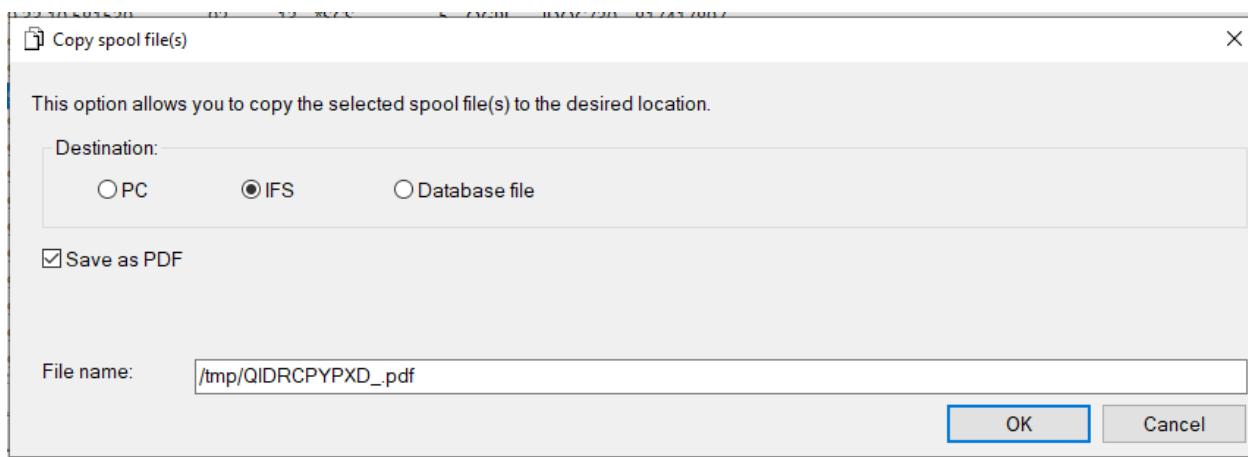 Copy spool file(s)
This option allows you to copy the selected spool file(s) to the desired location.
Destination:
PC IFS Database file
Save as PDF
File name: /tmp/QIDRCPYPXD_.pdf
OK Cancel